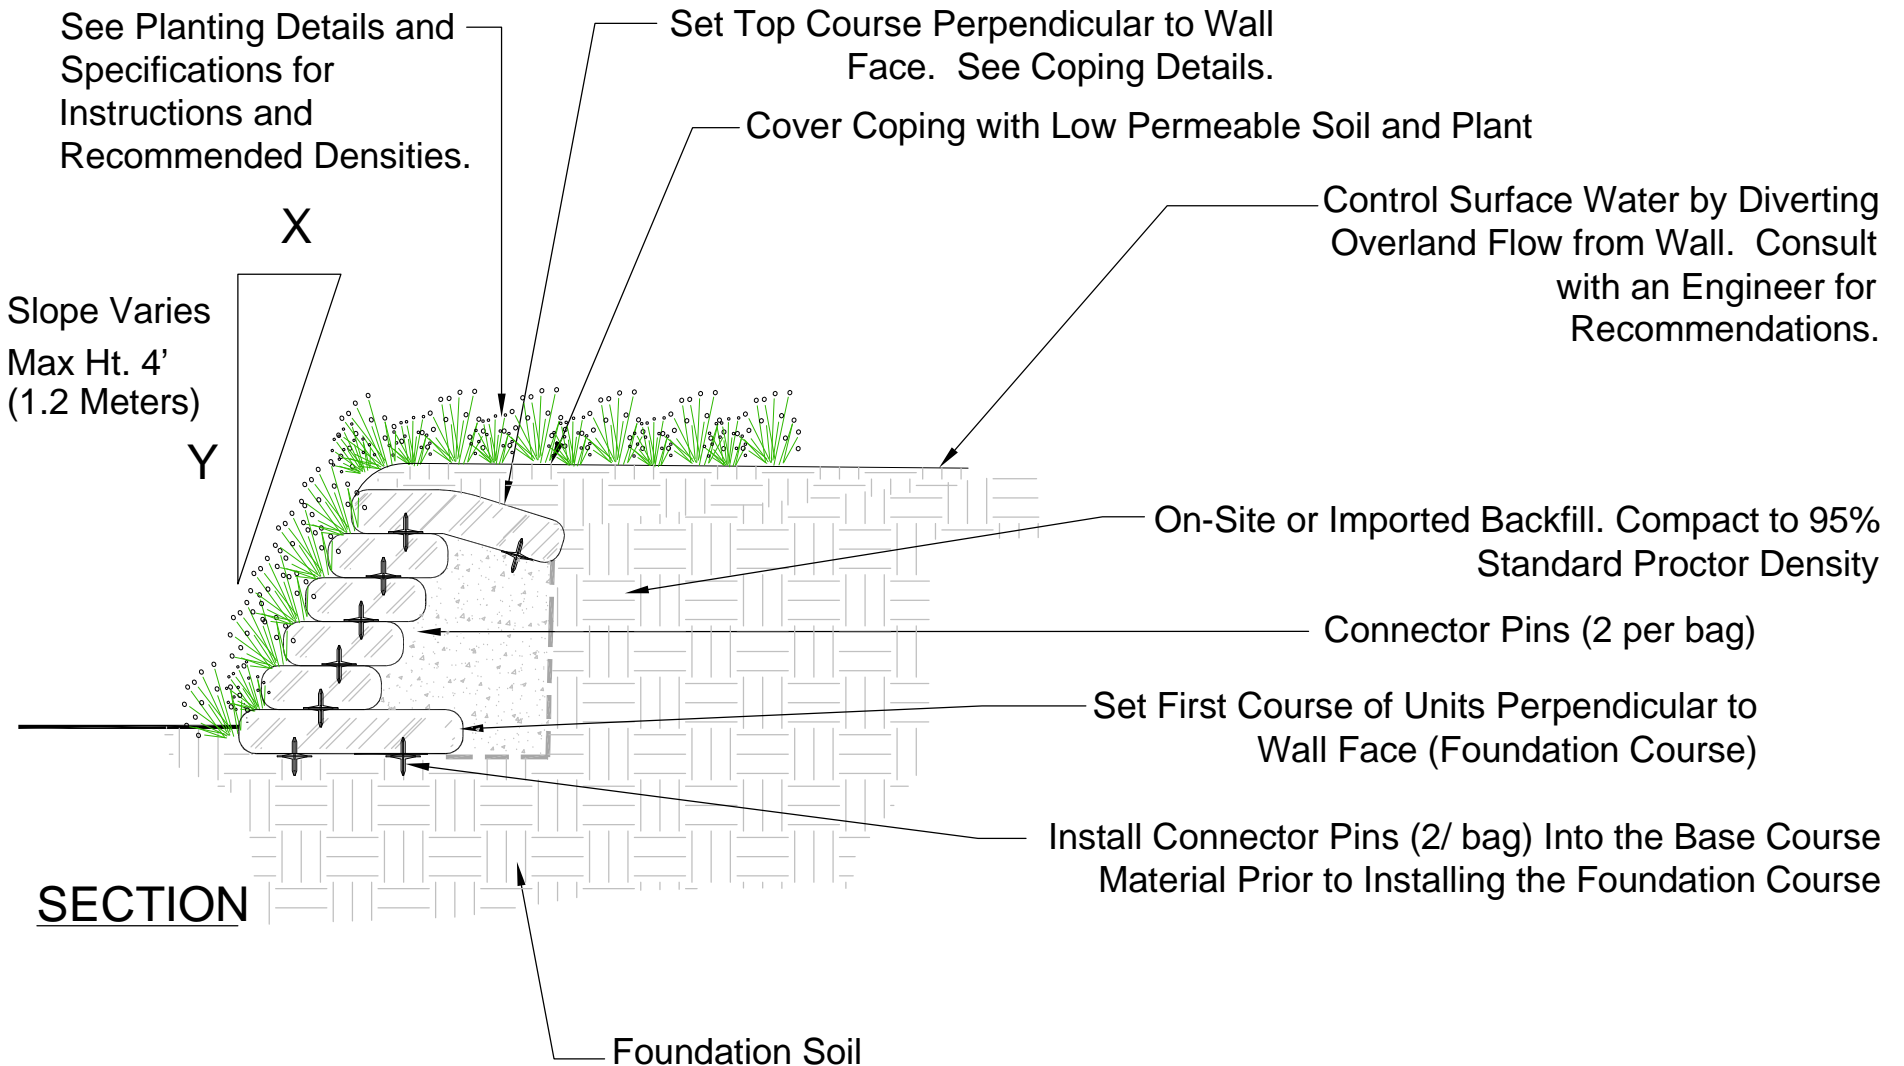 See Planting Details and
Specifications for
Instructions and
Recommended Densities.
Set Top Course Perpendicular to Wall
Face.  See Coping Details.
Cover Coping with Low Permeable Soil and Plant
Control Surface Water by Diverting
Overland Flow from Wall.  Consult
with an Engineer for
Recommendations.
X
Slope Varies
Max Ht. 4’
(1.2 Meters)
Y
On-Site or Imported Backfill. Compact to 95%
Standard Proctor Density
Connector Pins (2 per bag)
Set First Course of Units Perpendicular to
Wall Face (Foundation Course)
Install Connector Pins (2/ bag) Into the Base Course
Material Prior to Installing the Foundation Course
SECTION
Foundation Soil